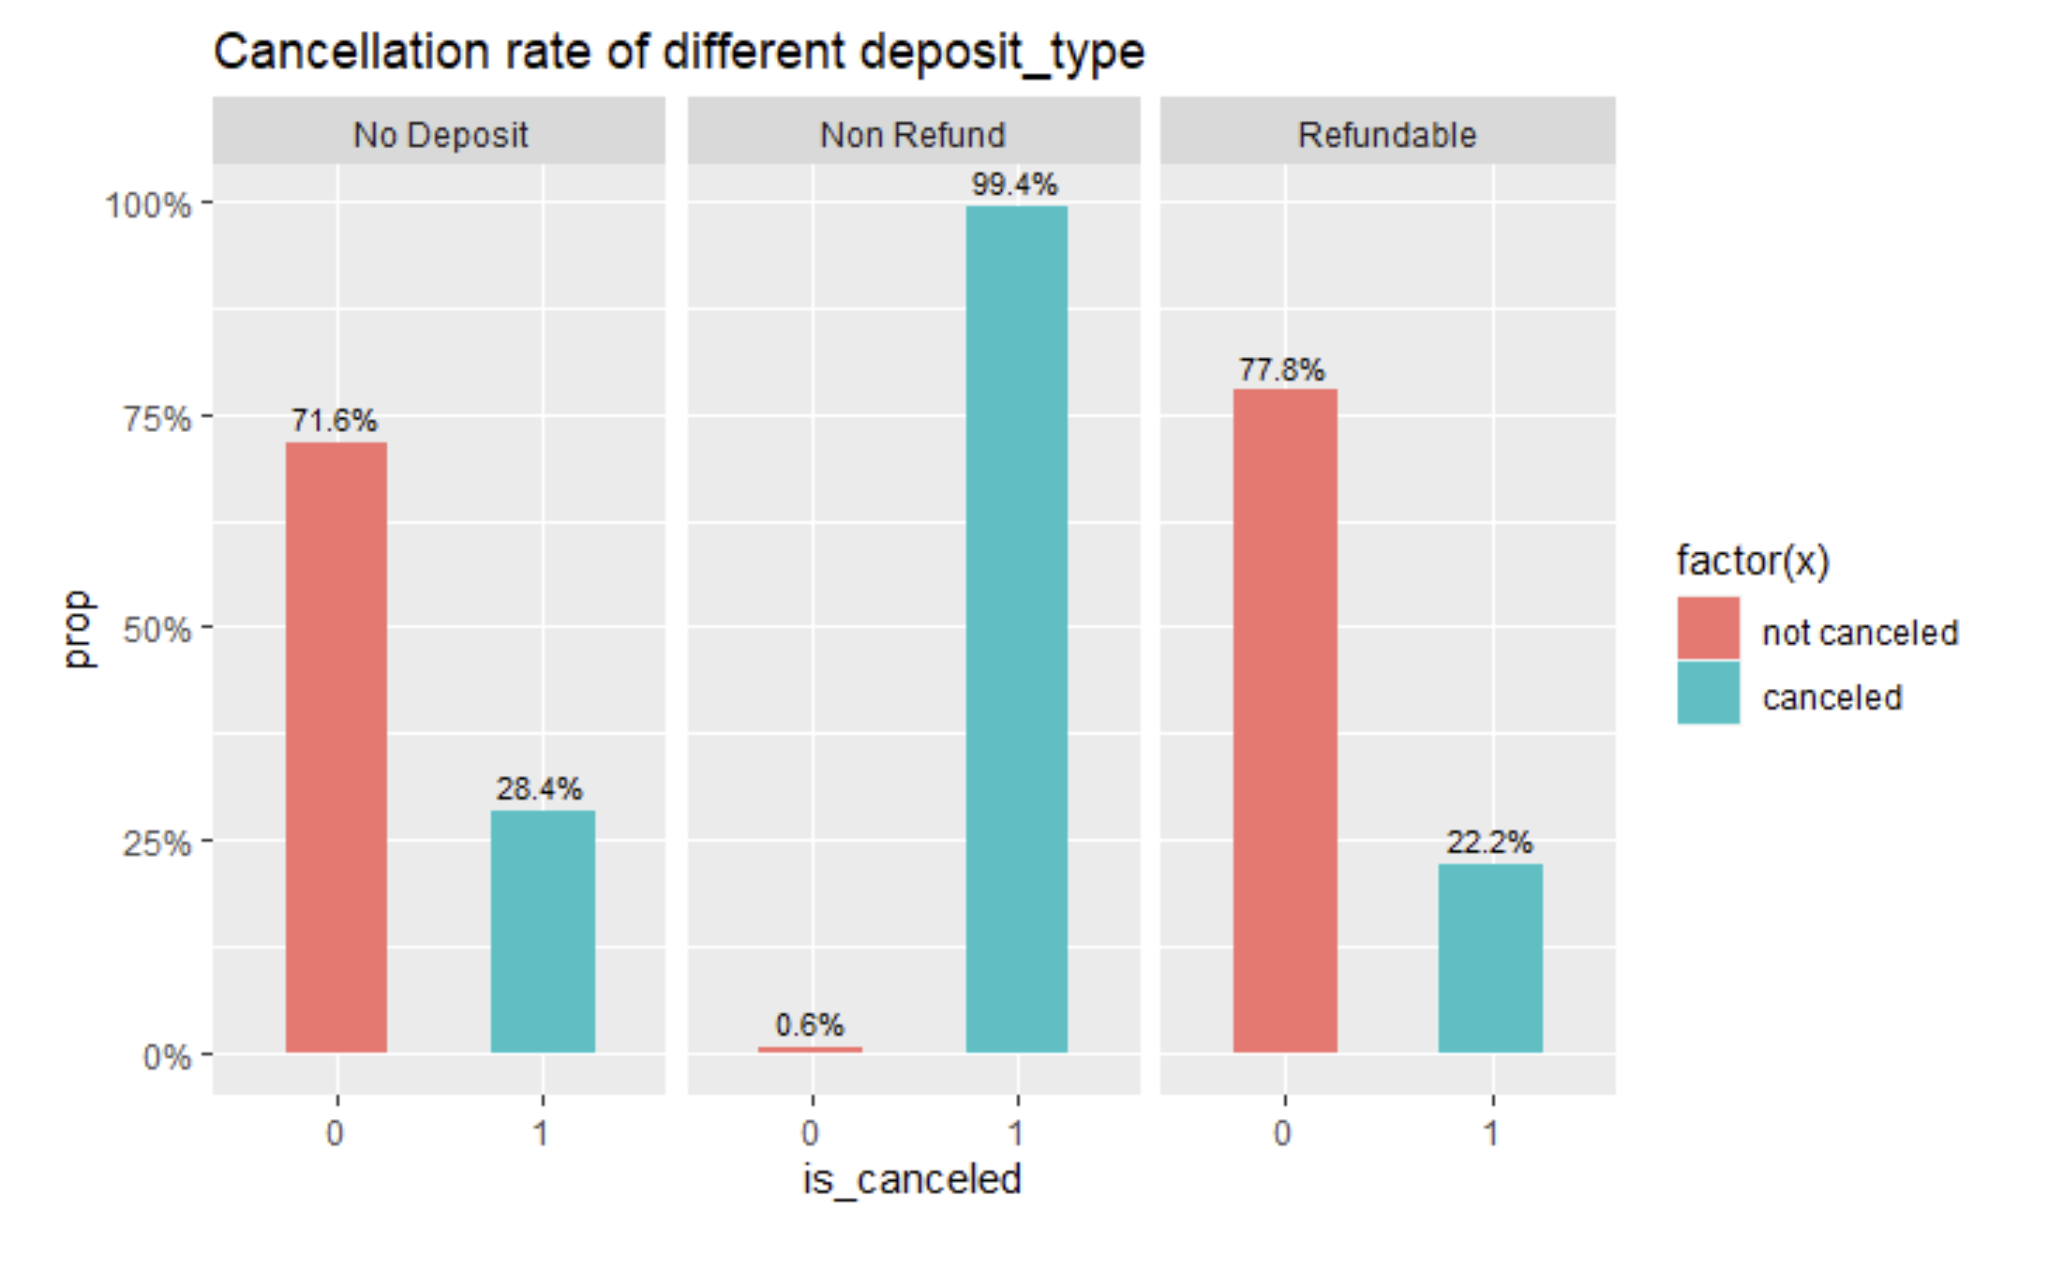 Cancellation rate of different deposit_type
No Deposit
Non Refund
Refundable
prop
100%
75%
50%
25%
0%
71.6%
28.4%
0.6%
99.4%
77.8%
22.2%
0
1
0
1
0
1
is_canceled
factor(x)
not canceled
canceled